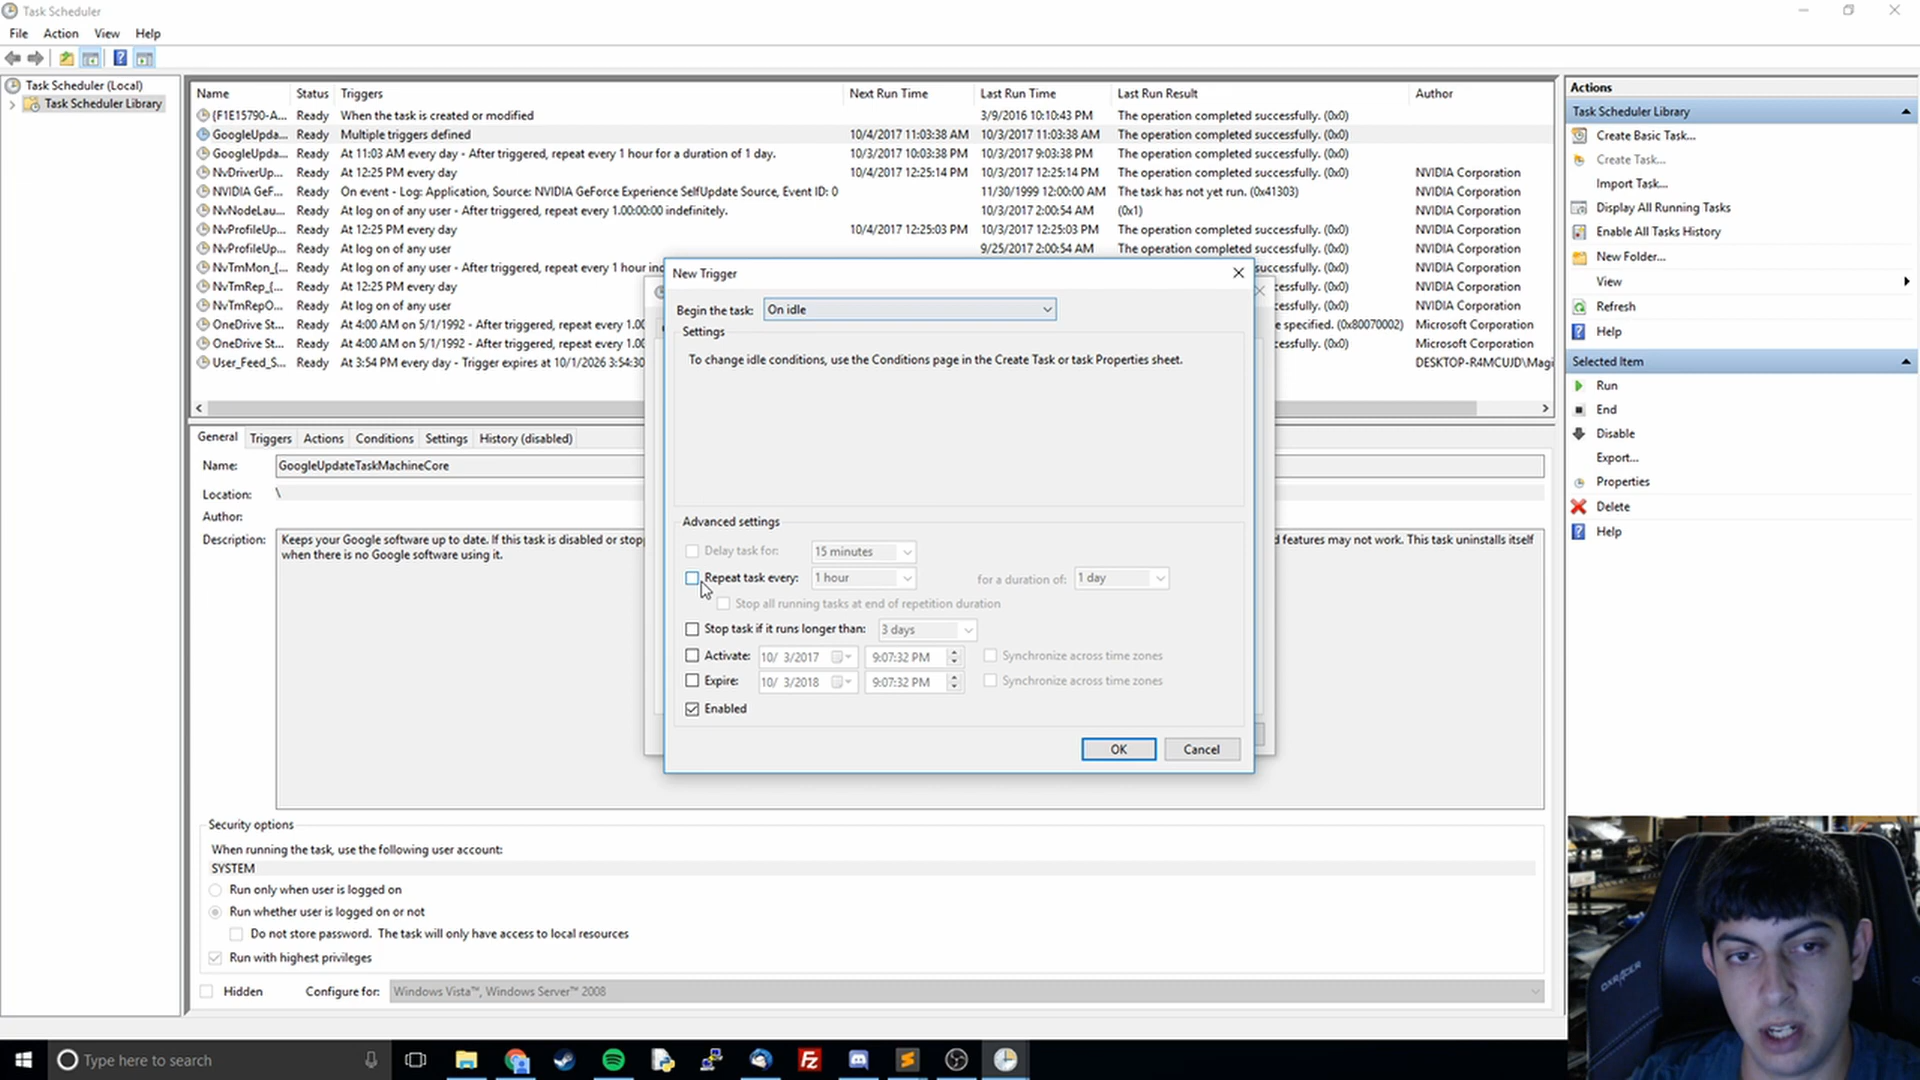 Task Scheduler
File Action View Help
Task Scheduler (Local)
Task Scheduler Library
Name Status Triggers Next Run Time Last Run Time Last Run Result Author
{F1E15790-A... Ready When the task is created or modified 3/9/2016 10:10:43 PM The operation completed successfully. (0x0)
GoogleUpda... Ready Multiple triggers defined 10/4/2017 11:03:38 AM 10/3/2017 11:03:38 AM The operation completed successfully. (0x0)
GoogleUpda... Ready At 11:03 AM every day - After triggered, repeat every 1 hour for a duration of 1 day. 10/3/2017 10:03:38 PM 10/3/2017 9:03:38 PM The operation completed successfully. (0x0)
NvDriverUp... Ready At 12:25 PM every day 10/4/2017 12:25:14 PM 10/3/2017 12:25:14 PM The operation completed successfully. (0x0) NVIDIA Corporation
NVIDIA GeF... Ready On event - Log: Application, Source: NVIDIA GeForce Experience SelfUpdate Source, Event ID: 0 11/30/1999 12:00:00 AM The task has not yet run. (0x41303) NVIDIA Corporation
NvNodeLau... Ready At log on of any user - After triggered, repeat every 1.00:00:00 indefinitely. 10/3/2017 2:00:54 AM (0x1) NVIDIA Corporation
NvProfileUp... Ready At 12:25 PM every day 10/4/2017 12:25:03 PM 10/3/2017 12:25:03 PM The operation completed successfully. (0x0) NVIDIA Corporation
NvProfileUp... Ready At log on of any user 9/25/2017 2:00:54 AM The operation completed successfully. (0x0) NVIDIA Corporation
NvTmMon_{... Ready At log on of any user - After triggered, repeat every 1 hour ind uccessfully. (0x0) NVIDIA Corporation
NvTmRep_{... Ready At 12:25 PM every day cessfully. (0x0) NVIDIA Corporation
NvTmRepO... Ready At log on of any user cessfully. (0x0) NVIDIA Corporation
OneDrive St... Ready At 4:00 AM on 5/1/1992 - After triggered, repeat every 1.00 e specified. (0x80070002) Microsoft Corporation
OneDrive St... Ready At 4:00 AM on 5/1/1992 - After triggered, repeat every 1.00 cessfully. (0x0) Microsoft Corporation
User_Feed_S... Ready At 3:54 PM every day - Trigger expires at 10/1/2026 3:54:30 DESKTOP-R4MCUJD\Magi
General Triggers Actions Conditions Settings History (disabled)
Name: GoogleUpdateTaskMachineCore
Location: \
Author:
Description: Keeps your Google software up to date. If this task is disabled or stopp d features may not work. This task uninstalls itself
when there is no Google software using it.
Security options
When running the task, use the following user account:
SYSTEM
Run only when user is logged on
Run whether user is logged on or not
Do not store password. The task will only have access to local resources
Run with highest privileges
Hidden Configure for: Windows Vista™, Windows Server™ 2008
New Trigger
Begin the task: On idle
Settings
To change idle conditions, use the Conditions page in the Create Task or task Properties sheet.
Advanced settings
Delay task for: 15 minutes
Repeat task every: 1 hour for a duration of: 1 day
Stop all running tasks at end of repetition duration
Stop task if it runs longer than: 3 days
Activate: 10/ 3/2017 9:07:32 PM Synchronize across time zones
Expire: 10/ 3/2018 9:07:32 PM Synchronize across time zones
Enabled
OK Cancel
Actions
Task Scheduler Library
Create Basic Task...
Create Task...
Import Task...
Display All Running Tasks
Enable All Tasks History
New Folder...
View
Refresh
Help
Selected Item
Run
End
Disable
Export...
Properties
Delete
Help
DXRACER
Type here to search